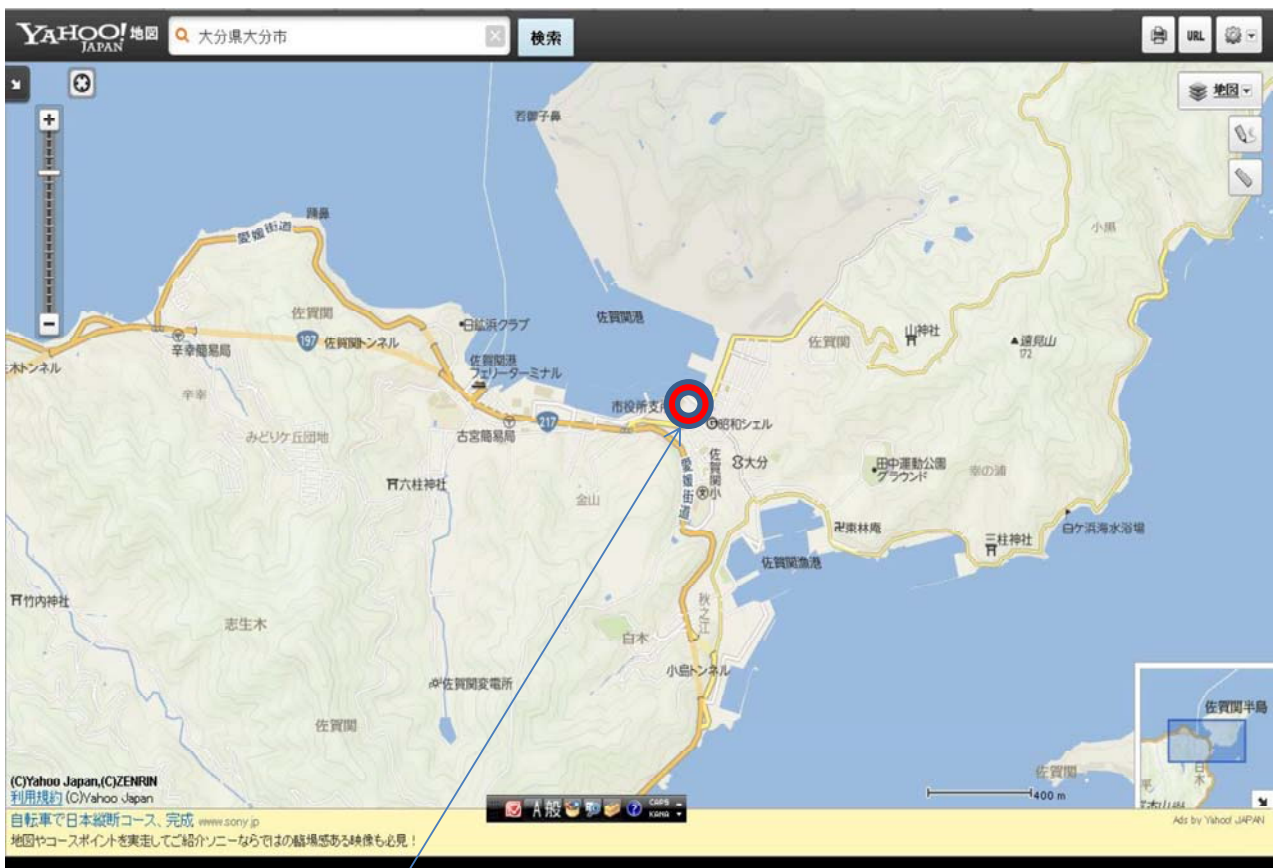 YAHOO! 地図
JAPAN
大分県大分市
検索
URL
地図
若御子鼻
愛媛街道
小黒
佐賀関
日鉱浜クラブ
佐賀関港
197
佐賀関トンネル
辛幸簡易局
木トンネル
佐賀関港
フェリーターミナル
佐賀関
山神社
遠見山
172
辛幸
市役所支所
昭和シェル
217
古宮簡易局
みどりケ丘団地
大分
佐賀関小
愛媛街道
田中運動公園
グラウンド
幸の浦
六柱神社
金山
東林庵
白ケ浜海水浴場
三柱神社
佐賀関漁港
竹内神社
志生木
秋之江
白木
小島トンネル
佐賀関変電所
佐賀関
佐賀関半島
佐賀関
400 m
(C)Yahoo Japan,(C)ZENRIN
利用規約 (C)Yahoo Japan
A 般
CAPS
KANA
自転車で日本縦断コース、完成 www.sony.jp
Ads by Yahoo! JAPAN
地図やコースポイントを実走してご紹介ソニーならではの臨場感ある映像も必見！